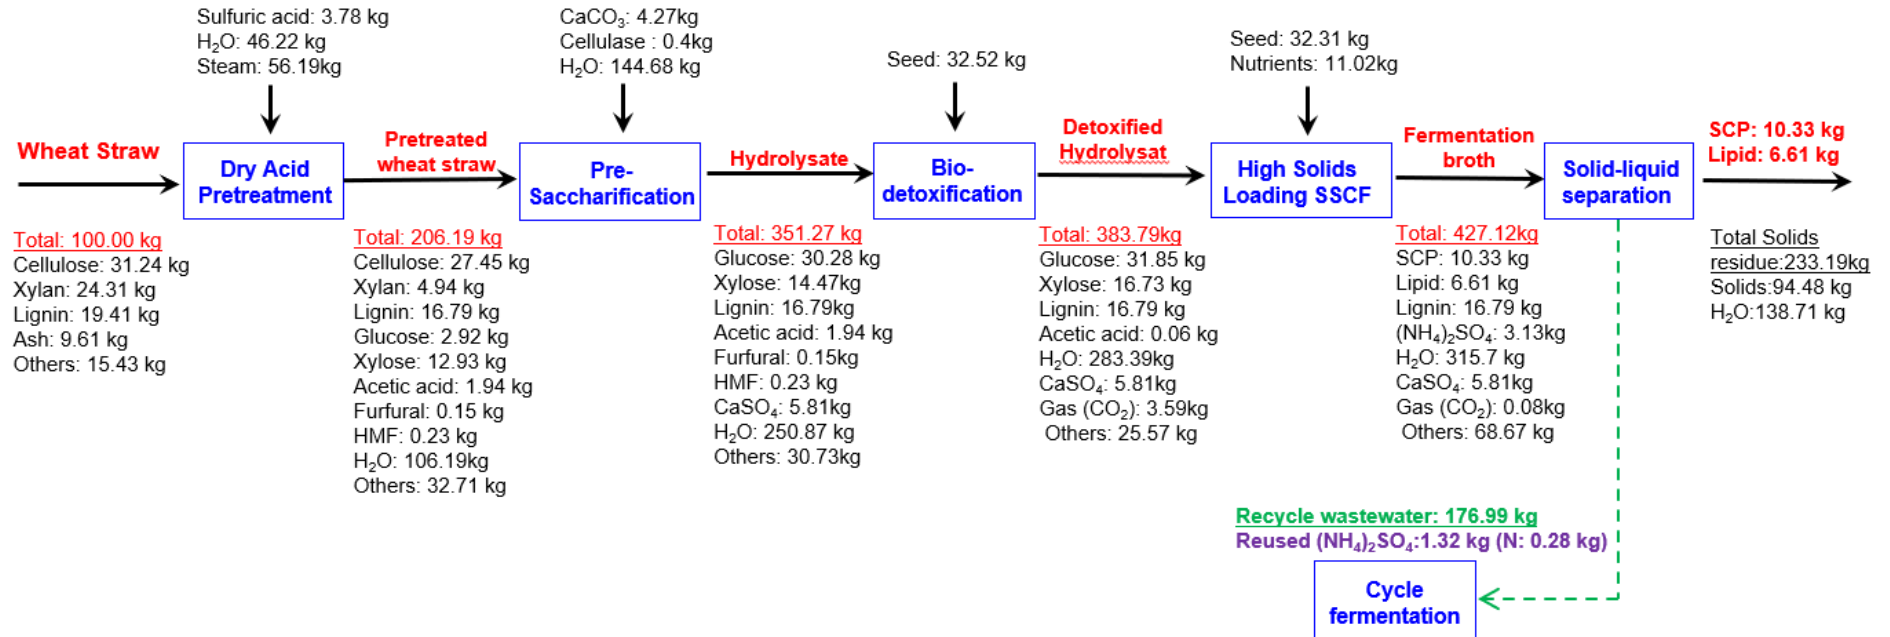 Sulfuric acid: 3.78 kg
H₂O: 46.22 kg
Steam: 56.19kg
CaCO₃: 4.27kg
Cellulase : 0.4kg
H₂O: 144.68 kg
Seed: 32.52 kg
Seed: 32.31 kg
Nutrients: 11.02kg
Wheat Straw
Dry Acid
Pretreatment
Pretreated
wheat straw
Pre-
Saccharification
Hydrolysate
Bio-
detoxification
Detoxified
Hydrolysat
High Solids
Loading SSCF
Fermentation
broth
Solid-liquid
separation
SCP: 10.33 kg
Lipid: 6.61 kg
Total: 100.00 kg
Cellulose: 31.24 kg
Xylan: 24.31 kg
Lignin: 19.41 kg
Ash: 9.61 kg
Others: 15.43 kg
Total: 206.19 kg
Cellulose: 27.45 kg
Xylan: 4.94 kg
Lignin: 16.79 kg
Glucose: 2.92 kg
Xylose: 12.93 kg
Acetic acid: 1.94 kg
Furfural: 0.15 kg
HMF: 0.23 kg
H₂O: 106.19kg
Others: 32.71 kg
Total: 351.27 kg
Glucose: 30.28 kg
Xylose: 14.47kg
Lignin: 16.79kg
Acetic acid: 1.94 kg
Furfural: 0.15kg
HMF: 0.23 kg
CaSO₄: 5.81kg
H₂O: 250.87 kg
Others: 30.73kg
Total: 383.79kg
Glucose: 31.85 kg
Xylose: 16.73 kg
Lignin: 16.79 kg
Acetic acid: 0.06 kg
H₂O: 283.39kg
CaSO₄: 5.81kg
Gas (CO₂): 3.59kg
Others: 25.57 kg
Total: 427.12kg
SCP: 10.33 kg
Lipid: 6.61 kg
Lignin: 16.79 kg
(NH₄)₂SO₄: 3.13kg
H₂O: 315.7 kg
CaSO₄: 5.81kg
Gas (CO₂): 0.08kg
Others: 68.67 kg
Total Solids
residue:233.19kg
Solids:94.48 kg
H₂O:138.71 kg
Recycle wastewater: 176.99 kg
Reused (NH₄)₂SO₄:1.32 kg (N: 0.28 kg)
Cycle
fermentation